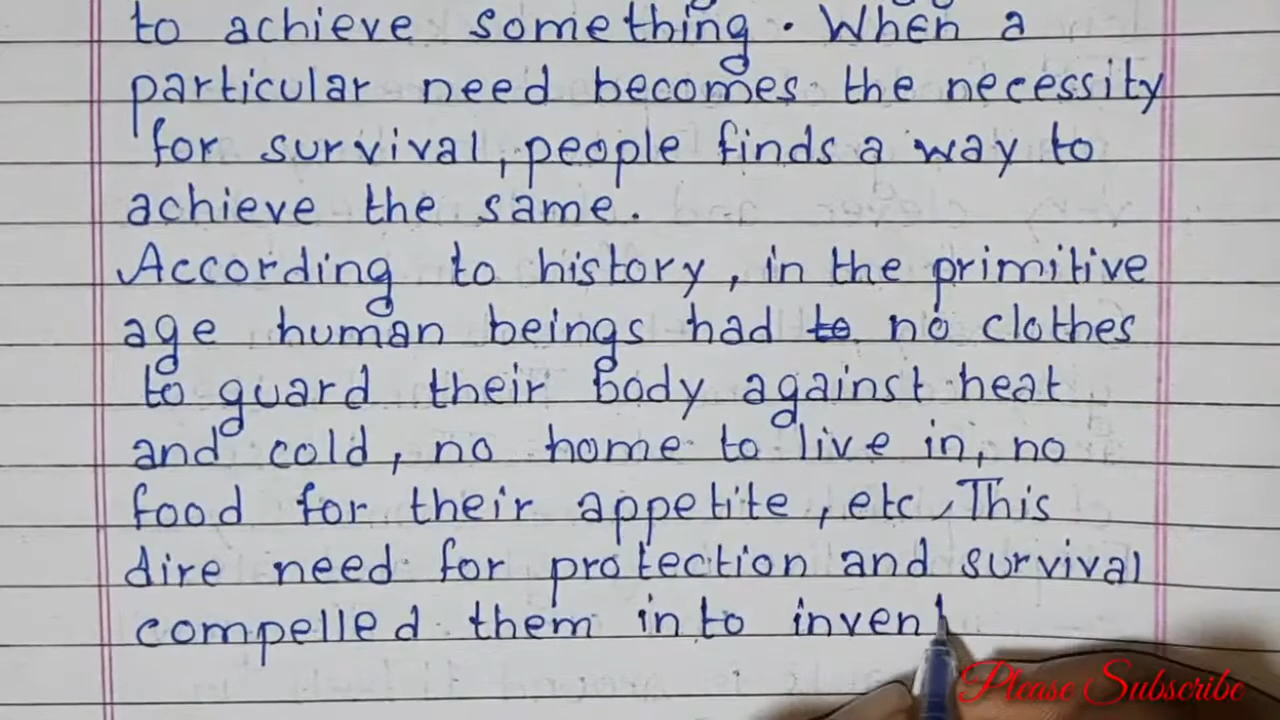 to achieve something. When a
particular need becomes the necessity
for survival, people finds a way to
achieve the same.
According to history, in the primitive
age human beings had to no clothes
to guard their body against heat
and cold, no home to live in, no
food for their appetite, etc, This
dire need for protection and survival
compelled them into invent
Please Subscribe